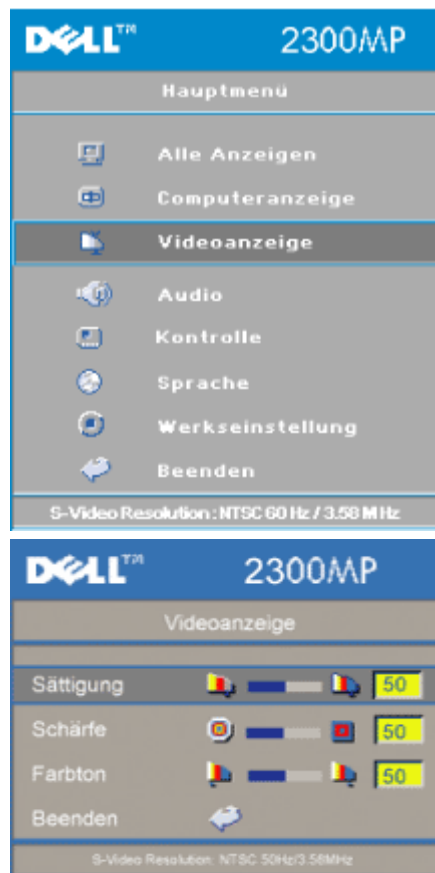 DELL™ 2300MP
Hauptmenü
Alle Anzeigen
Computeranzeige
Videoanzeige
Audio
Kontrolle
Sprache
Werkseinstellung
Beenden
S-Video Resolution : NTSC 60 Hz / 3.58 MHz
DELL™ 2300MP
Videoanzeige
Sättigung 50
Schärfe 50
Farbton 50
Beenden
S-Video Resolution: NTSC 50Hz/3.58MHz